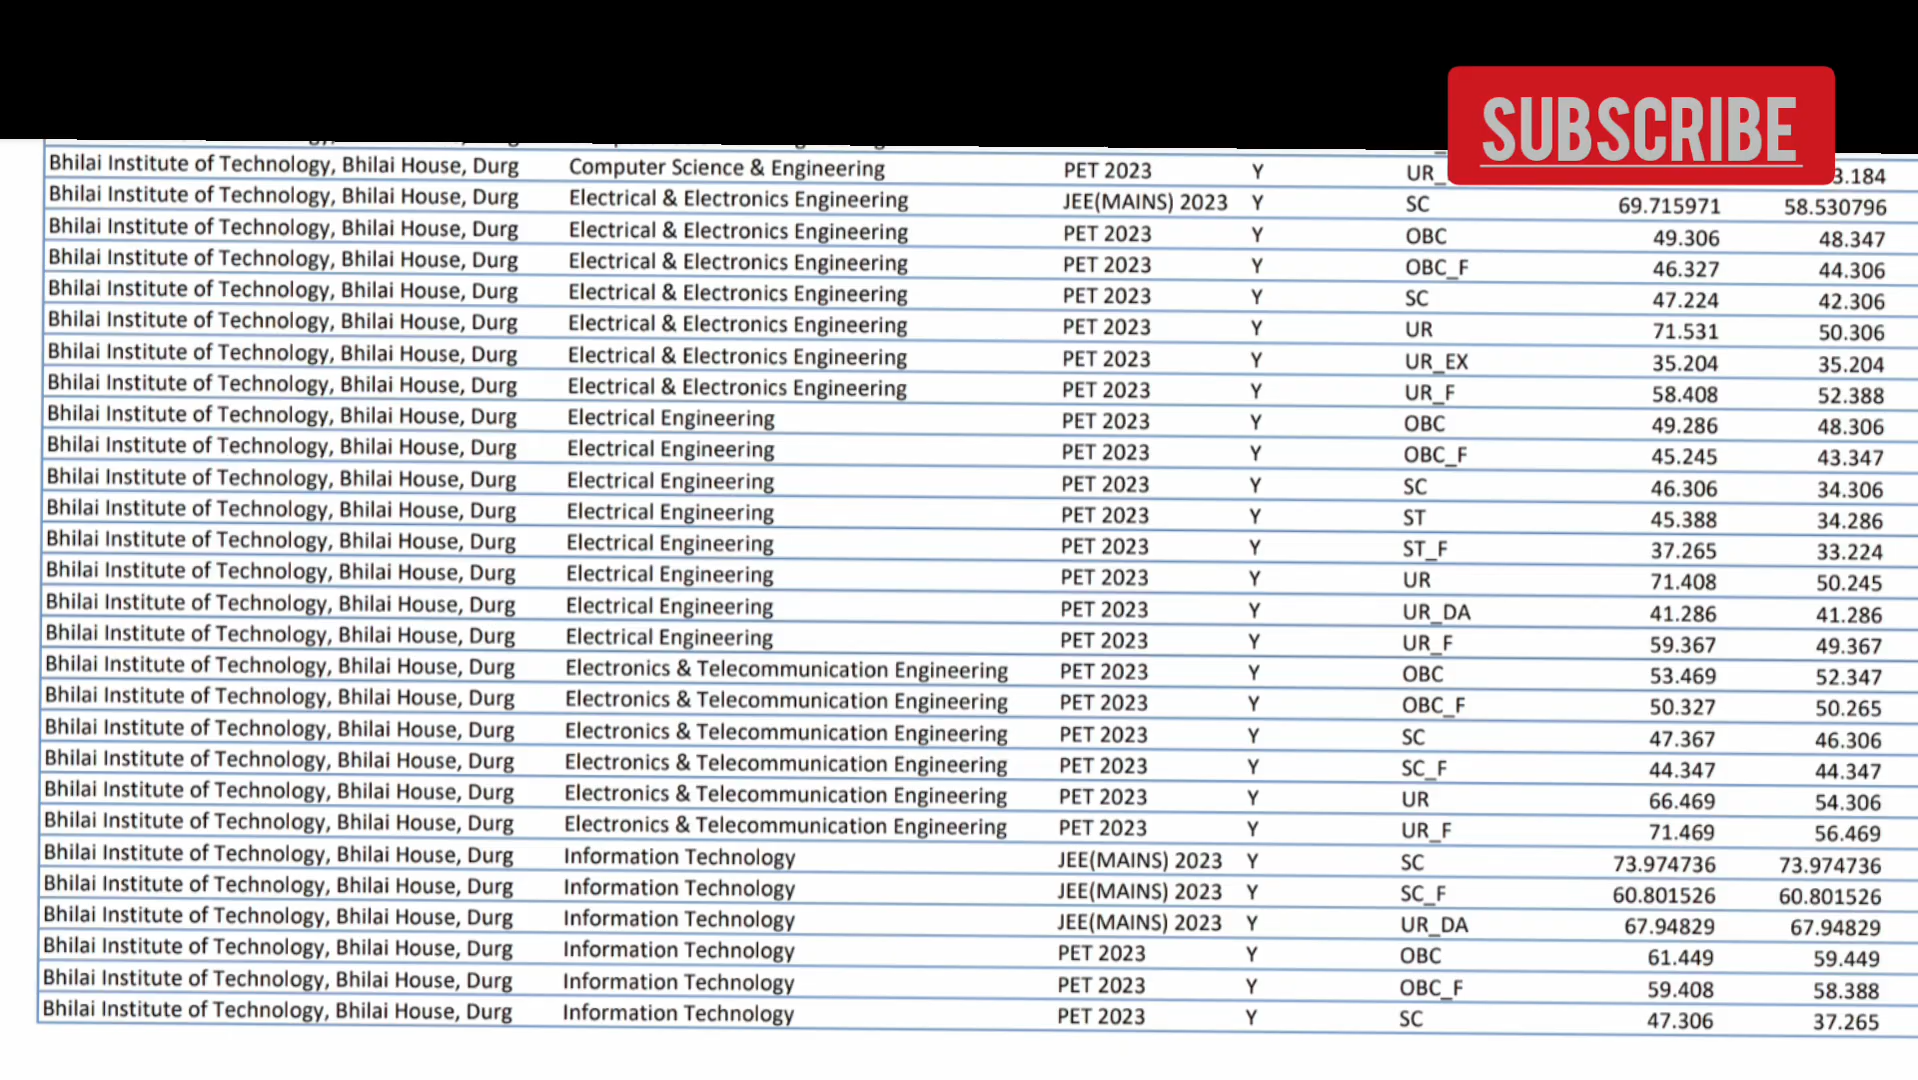 SUBSCRIBE
Bhilai Institute of Technology, Bhilai House, Durg Computer Science & Engineering PET 2023 Y UR_ 3.184
Bhilai Institute of Technology, Bhilai House, Durg Electrical & Electronics Engineering JEE(MAINS) 2023 Y SC 69.715971 58.530796
Bhilai Institute of Technology, Bhilai House, Durg Electrical & Electronics Engineering PET 2023 Y OBC 49.306 48.347
Bhilai Institute of Technology, Bhilai House, Durg Electrical & Electronics Engineering PET 2023 Y OBC_F 46.327 44.306
Bhilai Institute of Technology, Bhilai House, Durg Electrical & Electronics Engineering PET 2023 Y SC 47.224 42.306
Bhilai Institute of Technology, Bhilai House, Durg Electrical & Electronics Engineering PET 2023 Y UR 71.531 50.306
Bhilai Institute of Technology, Bhilai House, Durg Electrical & Electronics Engineering PET 2023 Y UR_EX 35.204 35.204
Bhilai Institute of Technology, Bhilai House, Durg Electrical & Electronics Engineering PET 2023 Y UR_F 58.408 52.388
Bhilai Institute of Technology, Bhilai House, Durg Electrical Engineering PET 2023 Y OBC 49.286 48.306
Bhilai Institute of Technology, Bhilai House, Durg Electrical Engineering PET 2023 Y OBC_F 45.245 43.347
Bhilai Institute of Technology, Bhilai House, Durg Electrical Engineering PET 2023 Y SC 46.306 34.306
Bhilai Institute of Technology, Bhilai House, Durg Electrical Engineering PET 2023 Y ST 45.388 34.286
Bhilai Institute of Technology, Bhilai House, Durg Electrical Engineering PET 2023 Y ST_F 37.265 33.224
Bhilai Institute of Technology, Bhilai House, Durg Electrical Engineering PET 2023 Y UR 71.408 50.245
Bhilai Institute of Technology, Bhilai House, Durg Electrical Engineering PET 2023 Y UR_DA 41.286 41.286
Bhilai Institute of Technology, Bhilai House, Durg Electrical Engineering PET 2023 Y UR_F 59.367 49.367
Bhilai Institute of Technology, Bhilai House, Durg Electronics & Telecommunication Engineering PET 2023 Y OBC 53.469 52.347
Bhilai Institute of Technology, Bhilai House, Durg Electronics & Telecommunication Engineering PET 2023 Y OBC_F 50.327 50.265
Bhilai Institute of Technology, Bhilai House, Durg Electronics & Telecommunication Engineering PET 2023 Y SC 47.367 46.306
Bhilai Institute of Technology, Bhilai House, Durg Electronics & Telecommunication Engineering PET 2023 Y SC_F 44.347 44.347
Bhilai Institute of Technology, Bhilai House, Durg Electronics & Telecommunication Engineering PET 2023 Y UR 66.469 54.306
Bhilai Institute of Technology, Bhilai House, Durg Electronics & Telecommunication Engineering PET 2023 Y UR_F 71.469 56.469
Bhilai Institute of Technology, Bhilai House, Durg Information Technology JEE(MAINS) 2023 Y SC 73.974736 73.974736
Bhilai Institute of Technology, Bhilai House, Durg Information Technology JEE(MAINS) 2023 Y SC_F 60.801526 60.801526
Bhilai Institute of Technology, Bhilai House, Durg Information Technology JEE(MAINS) 2023 Y UR_DA 67.94829 67.94829
Bhilai Institute of Technology, Bhilai House, Durg Information Technology PET 2023 Y OBC 61.449 59.449
Bhilai Institute of Technology, Bhilai House, Durg Information Technology PET 2023 Y OBC_F 59.408 58.388
Bhilai Institute of Technology, Bhilai House, Durg Information Technology PET 2023 Y SC 47.306 37.265